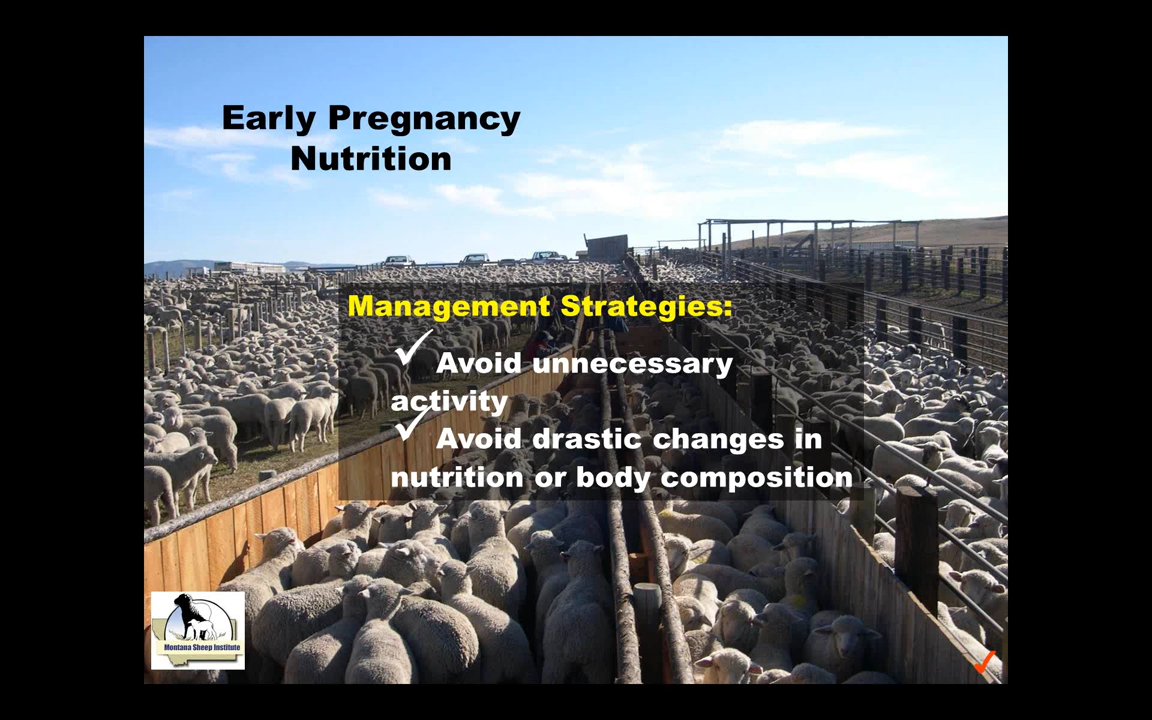 Early Pregnancy
Nutrition
Management Strategies:
✓Avoid unnecessary
activity
✓Avoid drastic changes in
nutrition or body composition
Montana Sheep Institute